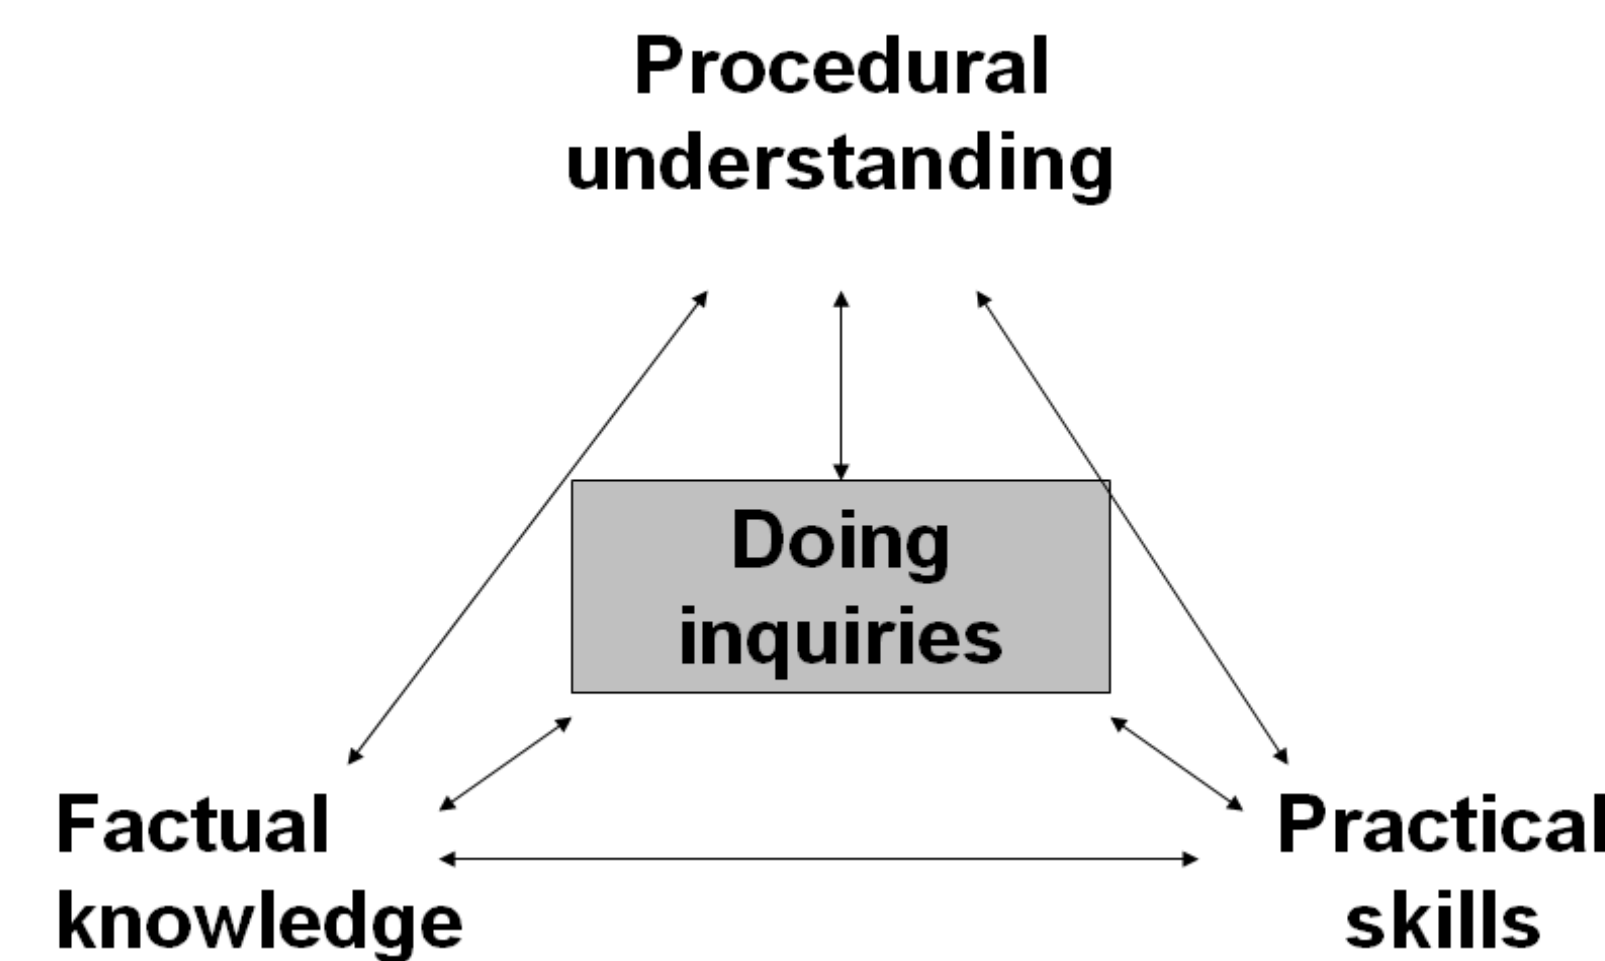 Procedural
understanding
Doing
inquiries
Factual
knowledge
Practical
skills